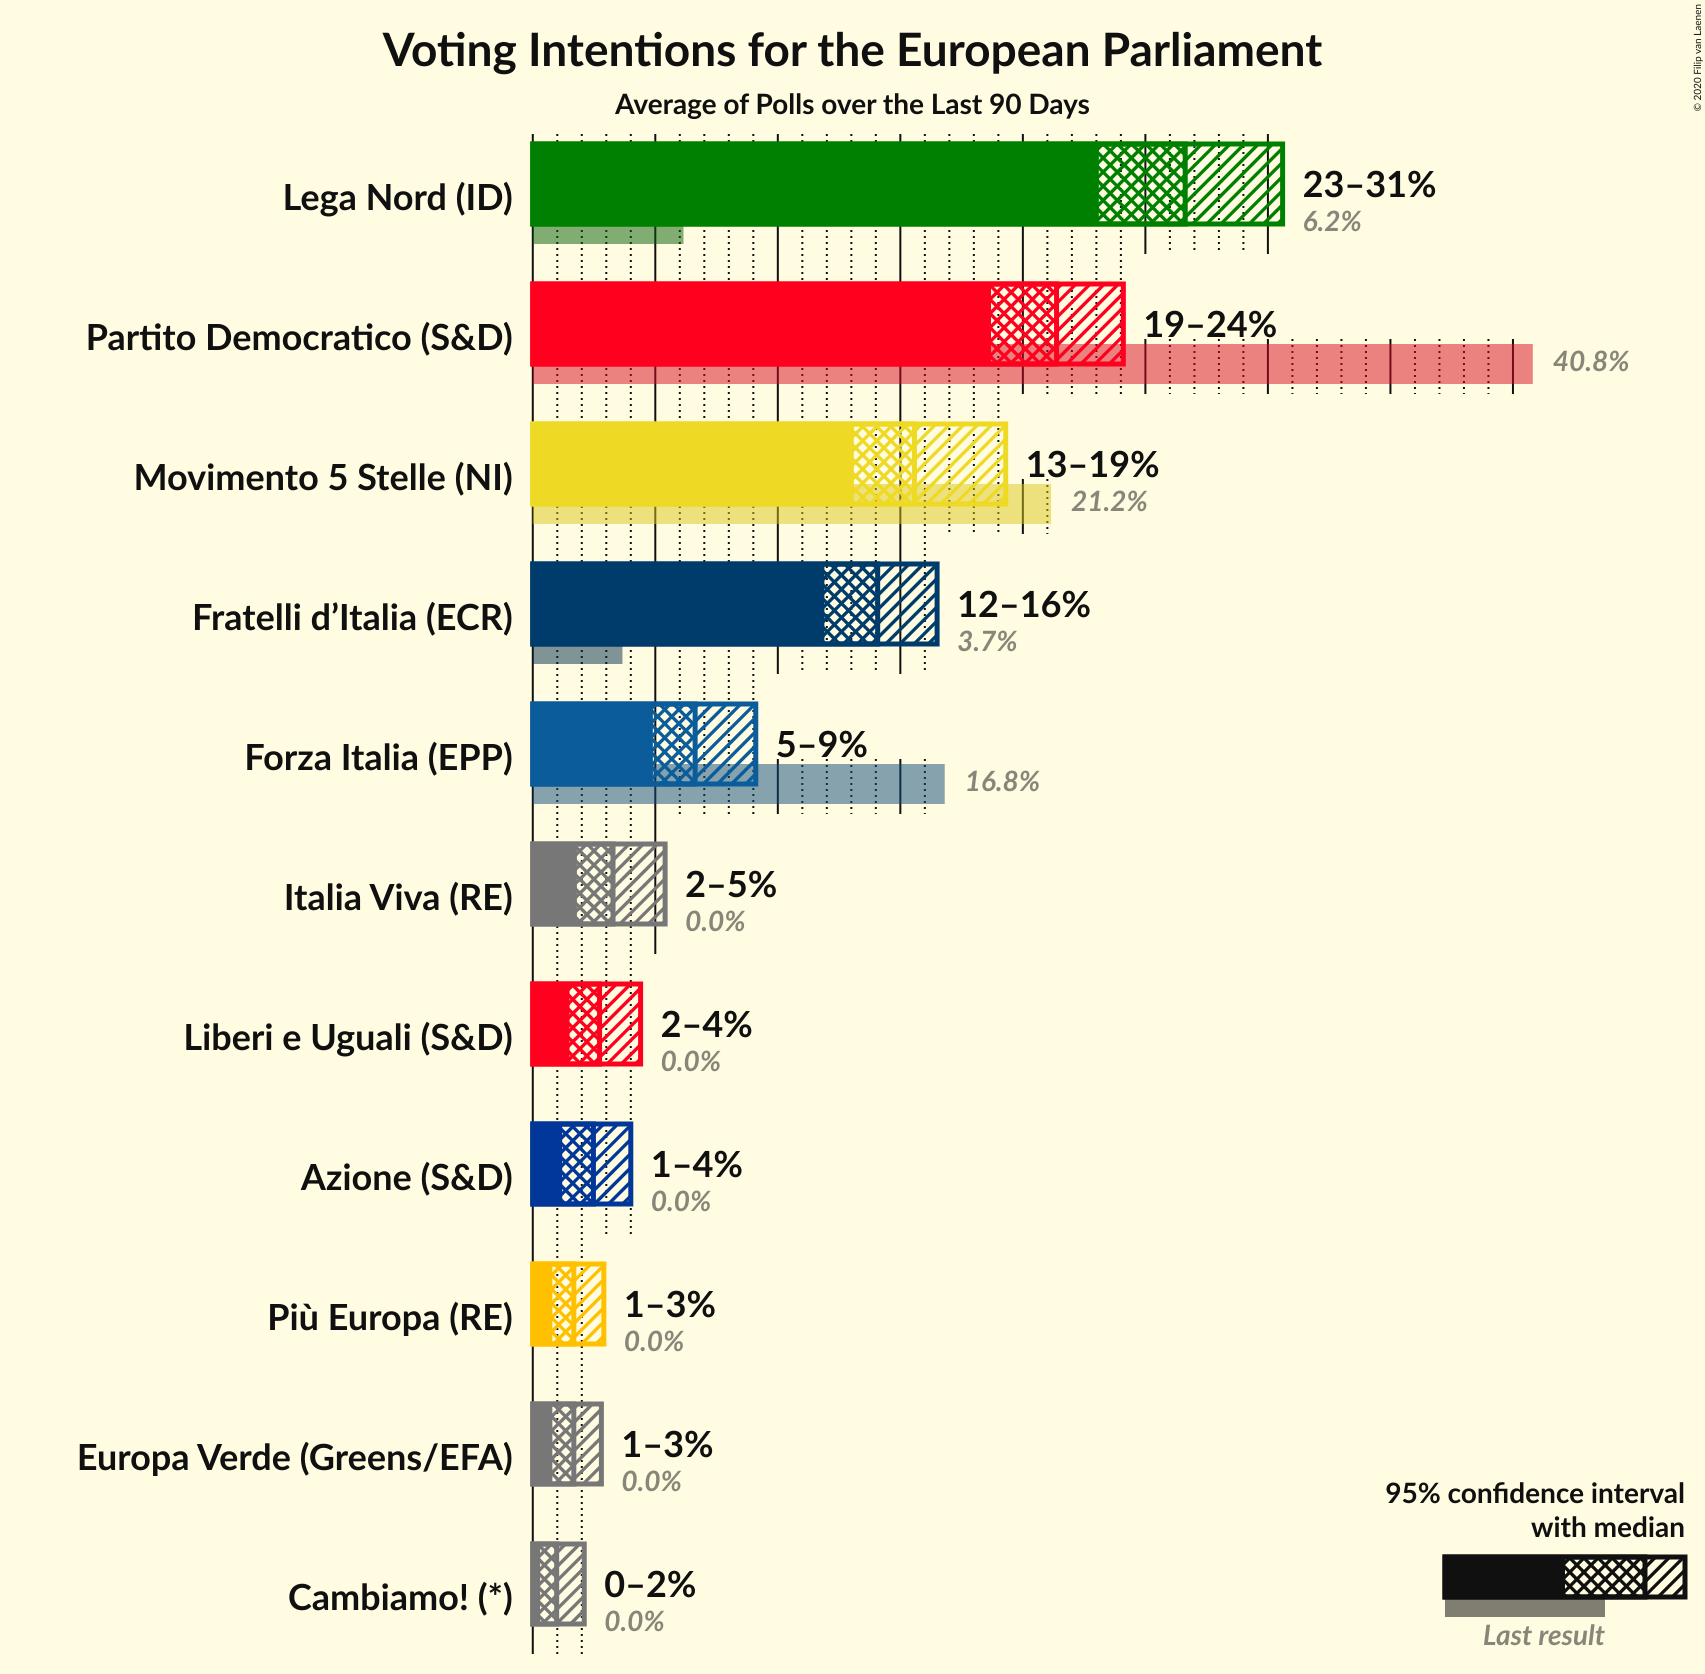 Voting Intentions for the European Parliament
Average of Polls over the Last 90 Days
© 2020 Filip van Laenen
Lega Nord (ID)
23–31%
6.2%
Partito Democratico (S&D)
19–24%
40.8%
Movimento 5 Stelle (NI)
13–19%
21.2%
Fratelli d’Italia (ECR)
12–16%
3.7%
Forza Italia (EPP)
5–9%
16.8%
Italia Viva (RE)
2–5%
0.0%
Liberi e Uguali (S&D)
2–4%
0.0%
Azione (S&D)
1–4%
0.0%
Più Europa (RE)
1–3%
0.0%
Europa Verde (Greens/EFA)
1–3%
0.0%
Cambiamo! (*)
0–2%
0.0%
95% confidence interval
with median
Last result